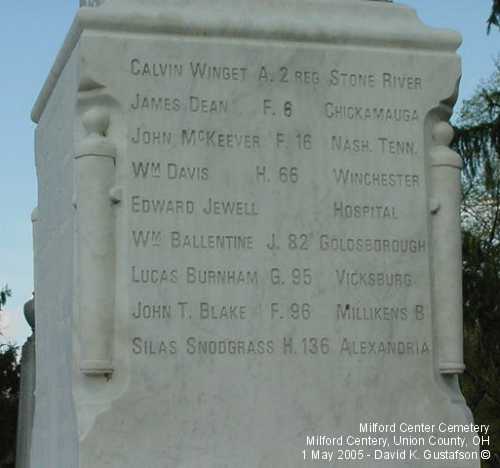 CALVIN WINGET A. 2 REG STONE RIVER
JAMES DEAN F. 6 CHICKAMAUGA
JOHN McKEEVER F. 16 NASH. TENN.
WM DAVIS H. 66 WINCHESTER
EDWARD JEWELL HOSPITAL
WM BALLENTINE J. 82 GOLDSBOROUGH
LUCAS BURNHAM G. 95 VICKSBURG
JOHN T. BLAKE F. 96 MILLIKENS B
SILAS SNODGRASS H. 136 ALEXANDRIA
Milford Center Cemetery
Milford Centery, Union County, OH
1 May 2005 - David K. Gustafson ©